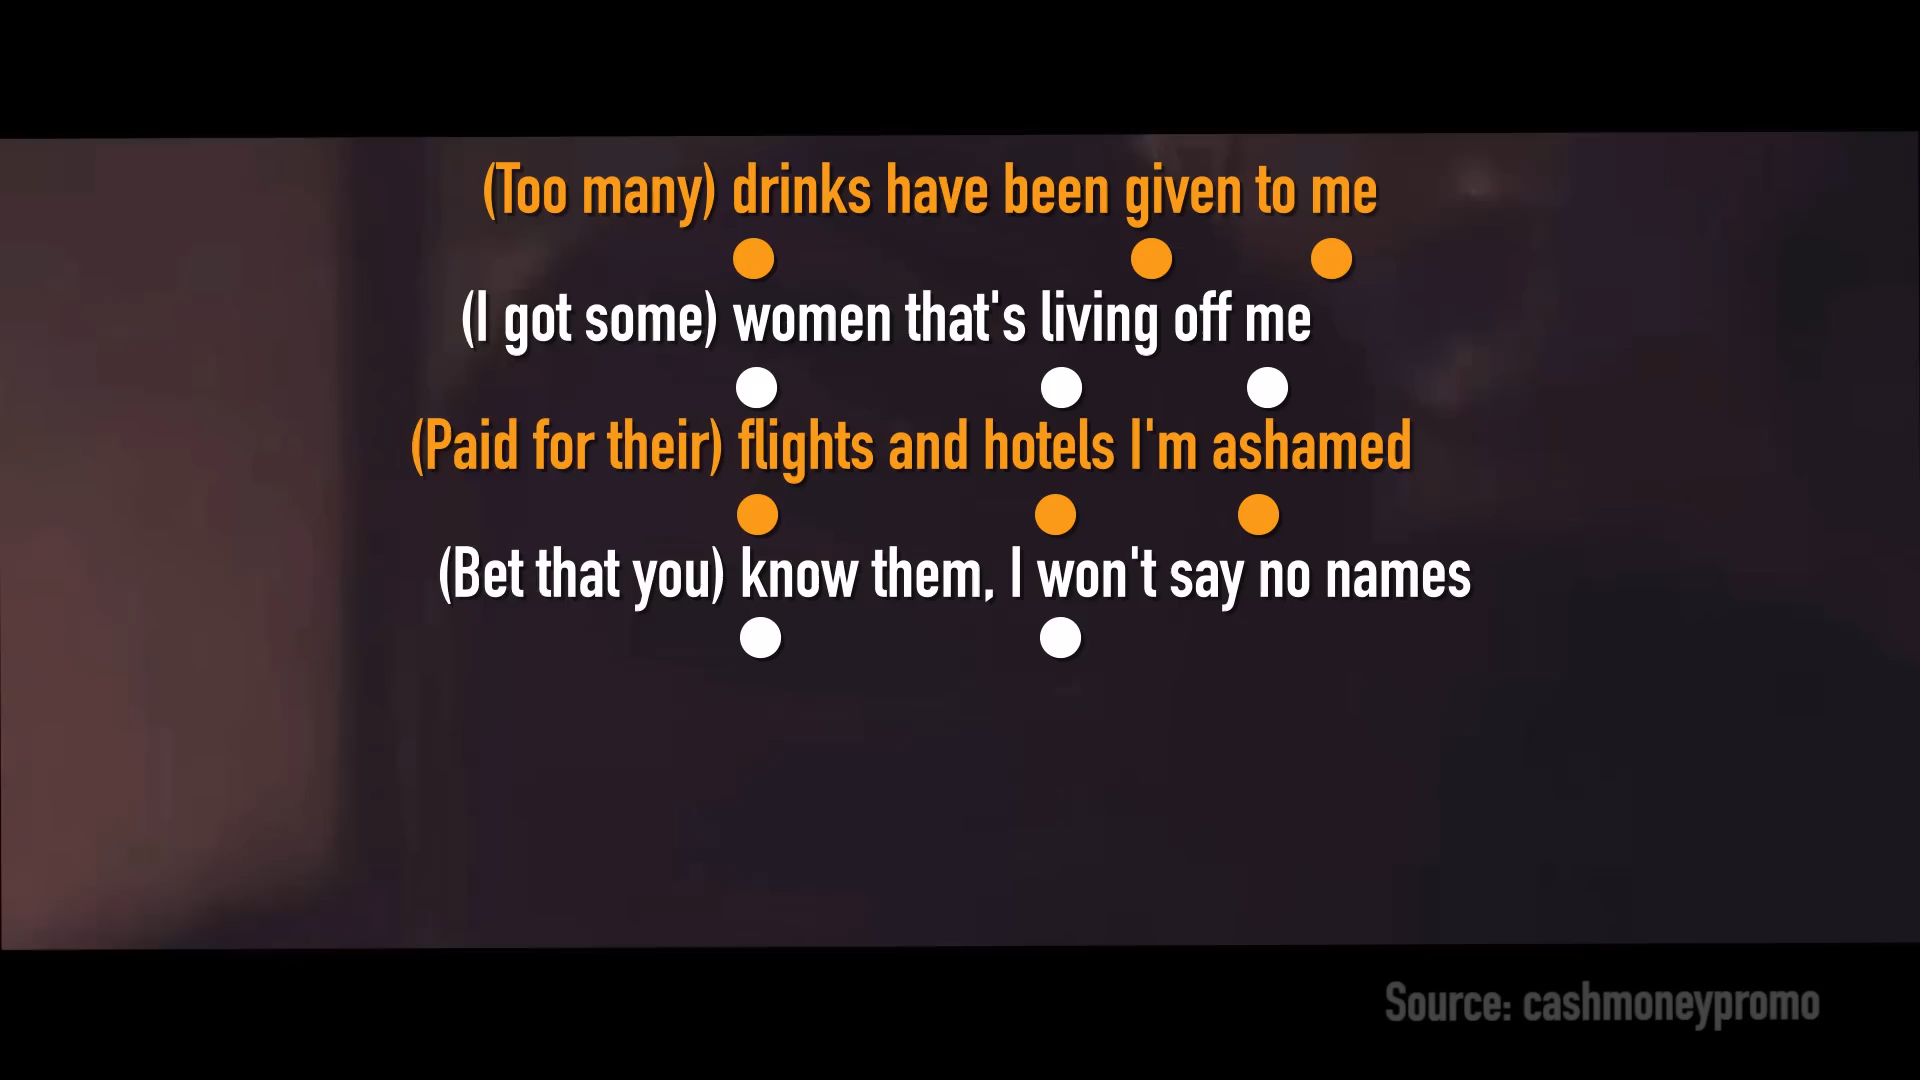 (Too many) drinks have been given to me
(I got some) women that's living off me
(Paid for their) flights and hotels I'm ashamed
(Bet that you) know them, I won't say no names
Source: cashmoneypromo